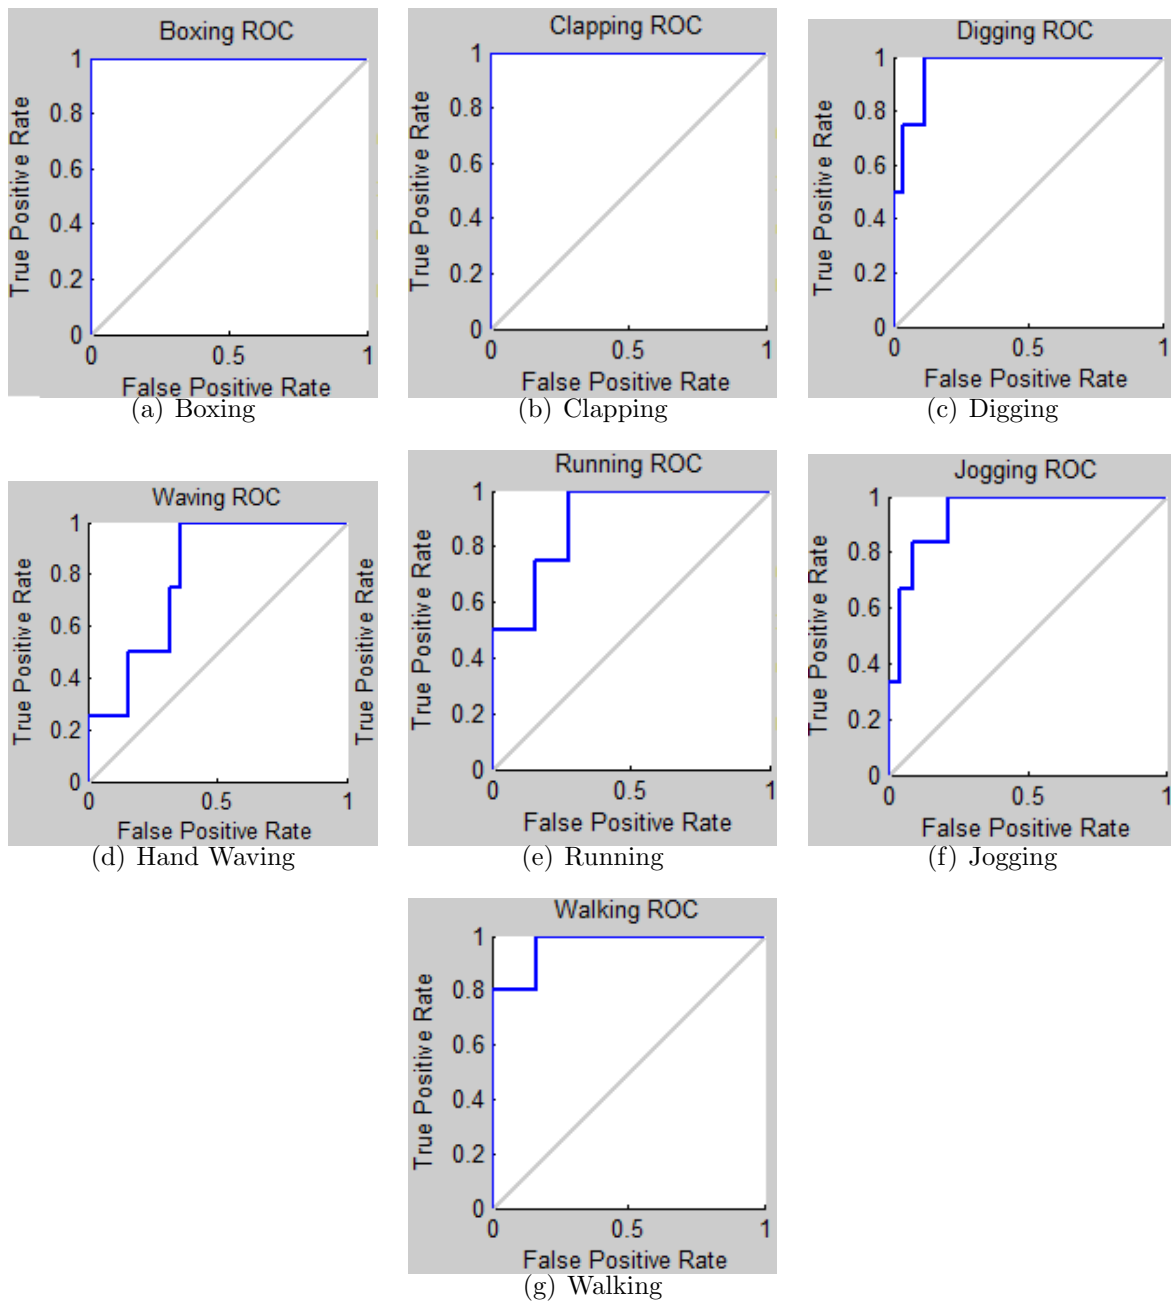 Boxing ROC
True Positive Rate
1
0.8
0.6
0.4
0.2
0
0 0.5 1
False Positive Rate
(a) Boxing
Clapping ROC
True Positive Rate
1
0.8
0.6
0.4
0.2
0
0 0.5 1
False Positive Rate
(b) Clapping
Digging ROC
True Positive Rate
1
0.8
0.6
0.4
0.2
0
0 0.5 1
False Positive Rate
(c) Digging
Waving ROC
True Positive Rate
1
0.8
0.6
0.4
0.2
0
0 0.5 1
False Positive Rate
True Positive Rate
(d) Hand Waving
Running ROC
True Positive Rate
1
0.8
0.6
0.4
0.2
0
0 0.5 1
False Positive Rate
(e) Running
Jogging ROC
True Positive Rate
1
0.8
0.6
0.4
0.2
0
0 0.5 1
False Positive Rate
(f) Jogging
Walking ROC
True Positive Rate
1
0.8
0.6
0.4
0.2
0
0 0.5 1
False Positive Rate
(g) Walking